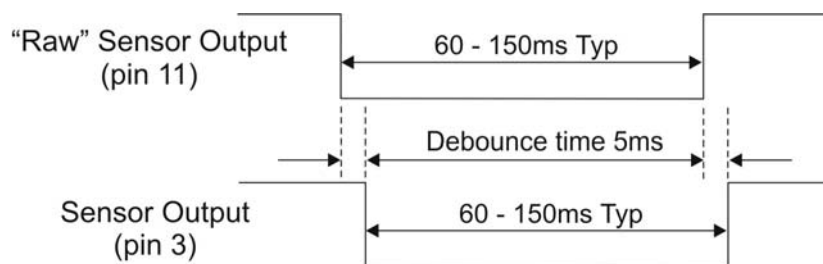 “Raw” Sensor Output
(pin 11)
60 - 150ms Typ
Debounce time 5ms
Sensor Output
(pin 3)
60 - 150ms Typ